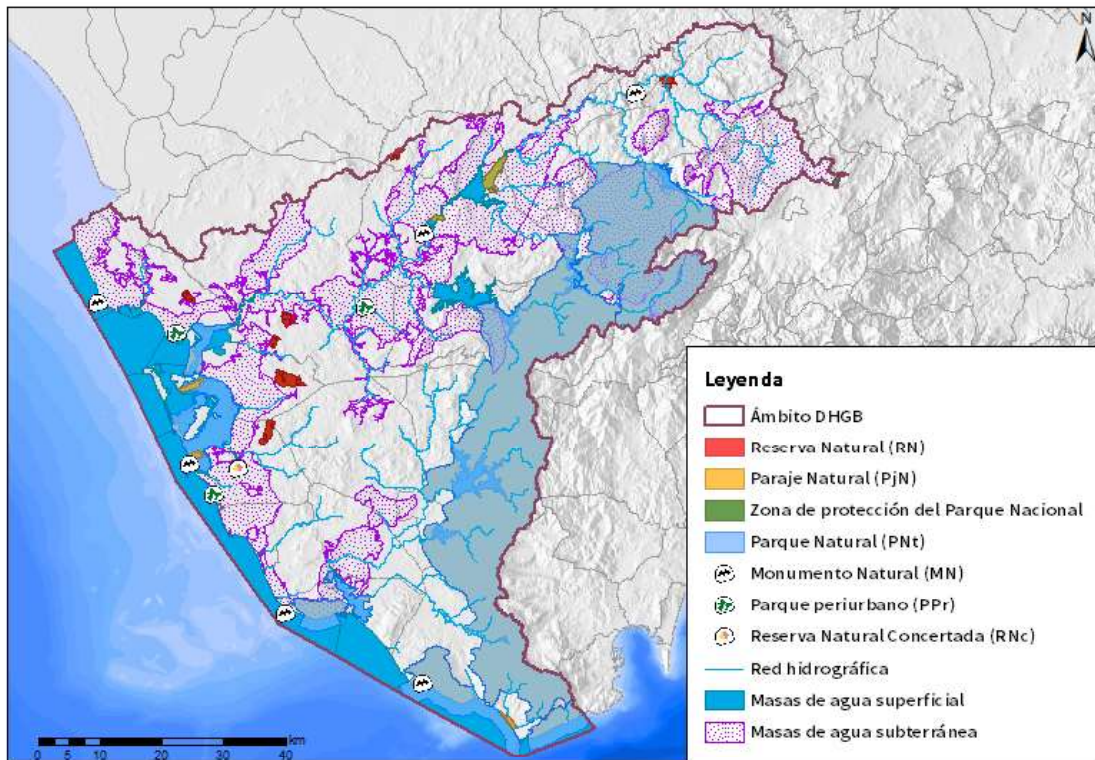 N
Leyenda
Ámbito DHGB
Reserva Natural (RN)
Paraje Natural (PjN)
Zona de protección del Parque Nacional
Parque Natural (PNt)
Monumento Natural (MN)
Parque periurbano (PPr)
Reserva Natural Concertada (RNc)
Red hidrográfica
Masas de agua superficial
Masas de agua subterránea
km
0 5 10 20 30 40